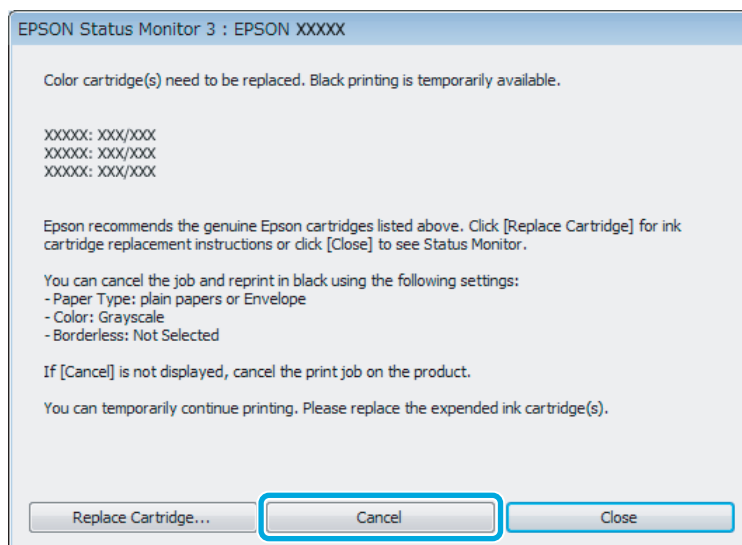 EPSON Status Monitor 3 : EPSON XXXXX
Color cartridge(s) need to be replaced. Black printing is temporarily available.
XXXXX: XXX/XXX
XXXXX: XXX/XXX
XXXXX: XXX/XXX
Epson recommends the genuine Epson cartridges listed above. Click [Replace Cartridge] for ink
cartridge replacement instructions or click [Close] to see Status Monitor.
You can cancel the job and reprint in black using the following settings:
- Paper Type: plain papers or Envelope
- Color: Grayscale
- Borderless: Not Selected
If [Cancel] is not displayed, cancel the print job on the product.
You can temporarily continue printing. Please replace the expended ink cartridge(s).
Replace Cartridge... Cancel Close